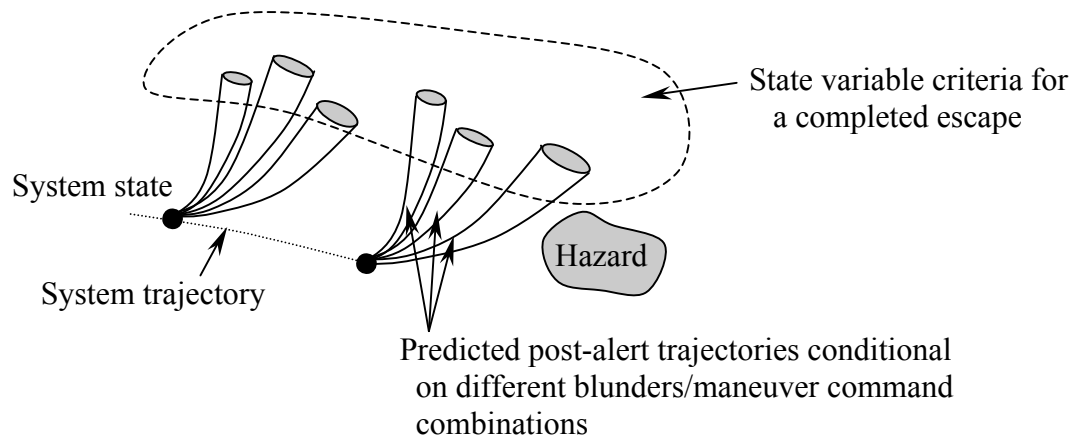 State variable criteria for
a completed escape
System state
Hazard
System trajectory
Predicted post-alert trajectories conditional
on different blunders/maneuver command
combinations